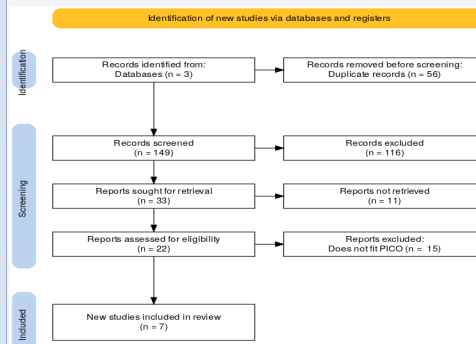 Identification of new studies via databases and registers
Identification
Records identified from:
Databases (n = 3)
Records removed before screening:
Duplicate records (n = 56)
Screening
Records screened
(n = 149)
Records excluded
(n = 116)
Reports sought for retrieval
(n = 33)
Reports not retrieved
(n = 11)
Reports assessed for eligibility
(n = 22)
Reports excluded:
Does not fit PICO (n = 15)
Included
New studies included in review
(n = 7)